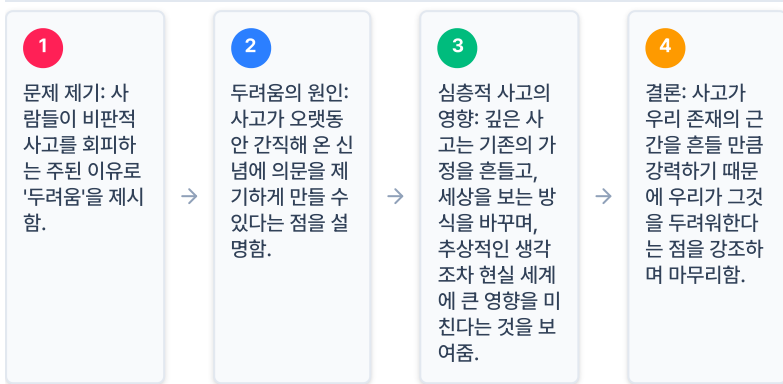 1
문제 제기: 사
람들이 비판적
사고를 회피하
는 주된 이유로
'두려움'을 제시
함.
2
두려움의 원인:
사고가 오랫동
안 간직해 온 신
념에 의문을 제
기하게 만들 수
있다는 점을 설
명함.
3
심층적 사고의
영향: 깊은 사
고는 기존의 가
정을 흔들고,
세상을 보는 방
식을 바꾸며,
추상적인 생각
조차 현실 세계
에 큰 영향을 미
친다는 것을 보
여줌.
4
결론: 사고가
우리 존재의 근
간을 흔들 만큼
강력하기 때문
에 우리가 그것
을 두려워한다
는 점을 강조하
며 마무리함.